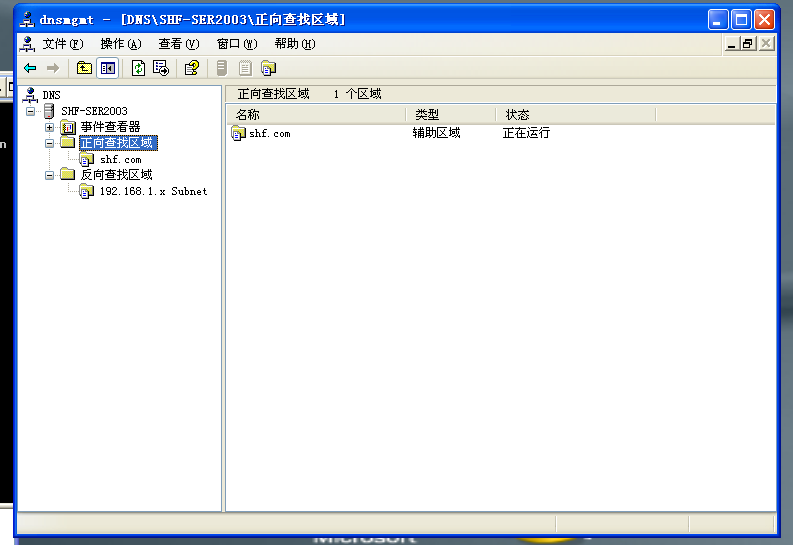 dnsmgmt - [DNS\SHF-SER2003\正向查找区域]
文件(F) 操作(A) 查看(V) 窗口(W) 帮助(H)
DNS
SHF-SER2003
事件查看器
正向查找区域
shf.com
反向查找区域
192.168.1.x Subnet
正向查找区域 1 个区域
名称 类型 状态
shf.com 辅助区域 正在运行
n
Microsoft